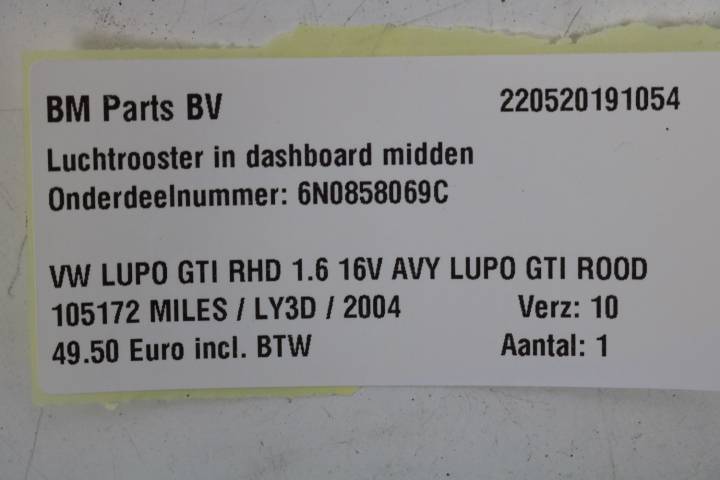 BM Parts BV 220520191054
Luchtrooster in dashboard midden
Onderdeelnummer: 6N0858069C
VW LUPO GTI RHD 1.6 16V AVY LUPO GTI ROOD
105172 MILES / LY3D / 2004 Verz: 10
49.50 Euro incl. BTW Aantal: 1